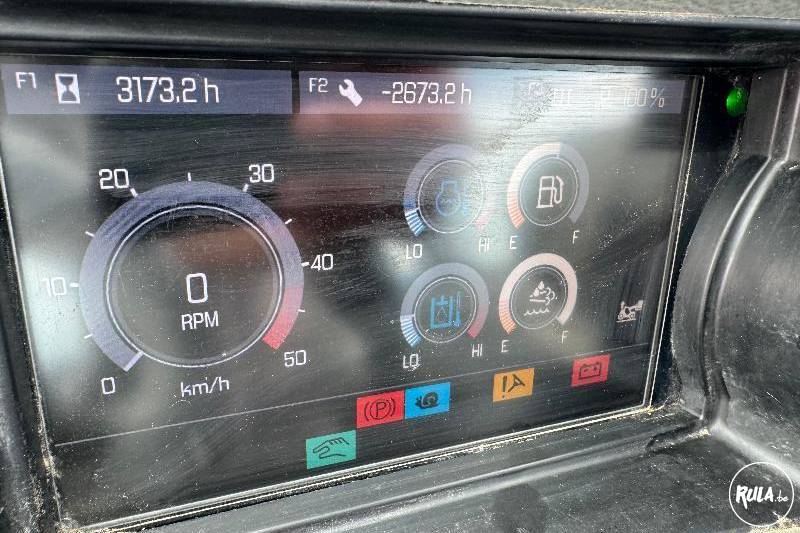 F1 3173.2 h
F2 -2673.2 h
100%
20 30
10 40
0
RPM
0 km/h 50
LO HI E F
LO HI E F
(P)
!
RULA.be